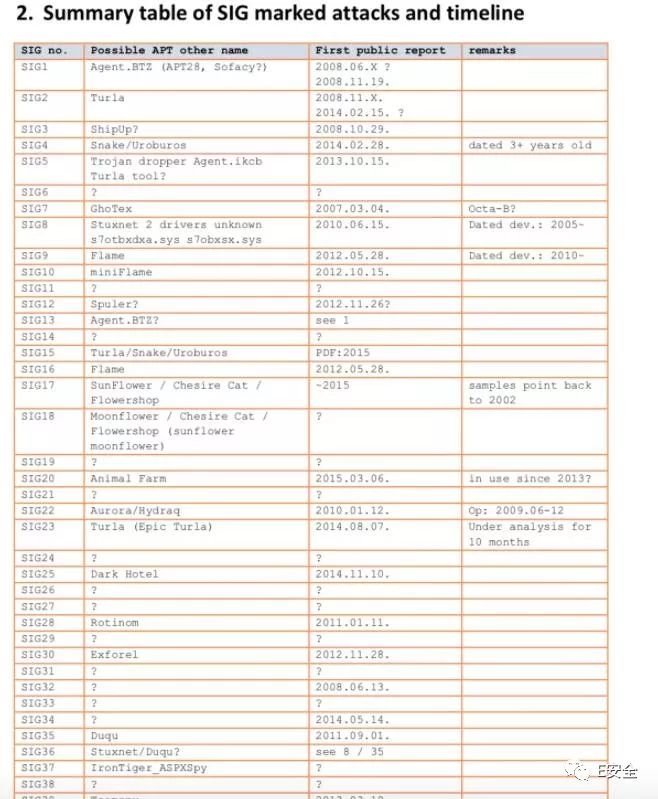 2. Summary table of SIG marked attacks and timeline
SIG no. Possible APT other name First public report remarks
SIG1 Agent.BTZ (APT28, Sofacy?) 2008.06.X ?
2008.11.19.
SIG2 Turla 2008.11.X.
2014.02.15. ?
SIG3 ShipUp? 2008.10.29.
SIG4 Snake/Uroburos 2014.02.28. dated 3+ years old
SIG5 Trojan dropper Agent.ikcb 2013.10.15.
Turla tool?
SIG6 ? ?
SIG7 GhoTex 2007.03.04. Octa-B?
SIG8 Stuxnet 2 drivers unknown 2010.06.15. Dated dev.: 2005~
s7otbxdxa.sys s7obxsx.sys
SIG9 Flame 2012.05.28. Dated dev.: 2010~
SIG10 miniFlame 2012.10.15.
SIG11 ? ?
SIG12 Spuler? 2012.11.26?
SIG13 Agent.BTZ? see 1
SIG14 ? ?
SIG15 Turla/Snake/Uroburos PDF:2015
SIG16 Flame 2012.05.28.
SIG17 SunFlower / Chesire Cat / ~2015 samples point back
Flowershop to 2002
SIG18 Moonflower / Chesire Cat / ?
Flowershop (sunflower
moonflower)
SIG19 ? ?
SIG20 Animal Farm 2015.03.06. in use since 2013?
SIG21 ? ?
SIG22 Aurora/Hydraq 2010.01.12. Op: 2009.06-12
SIG23 Turla (Epic Turla) 2014.08.07. Under analysis for
10 months
SIG24 ? ?
SIG25 Dark Hotel 2014.11.10.
SIG26 ? ?
SIG27 ? ?
SIG28 Rotinom 2011.01.11.
SIG29 ? ?
SIG30 Exforel 2012.11.28.
SIG31 ? ?
SIG32 ? 2008.06.13.
SIG33 ? ?
SIG34 ? 2014.05.14.
SIG35 Duqu 2011.09.01.
SIG36 Stuxnet/Duqu? see 8 / 35
SIG37 IronTiger_ASPXSpy ?
SIG38 ? ?
E安全